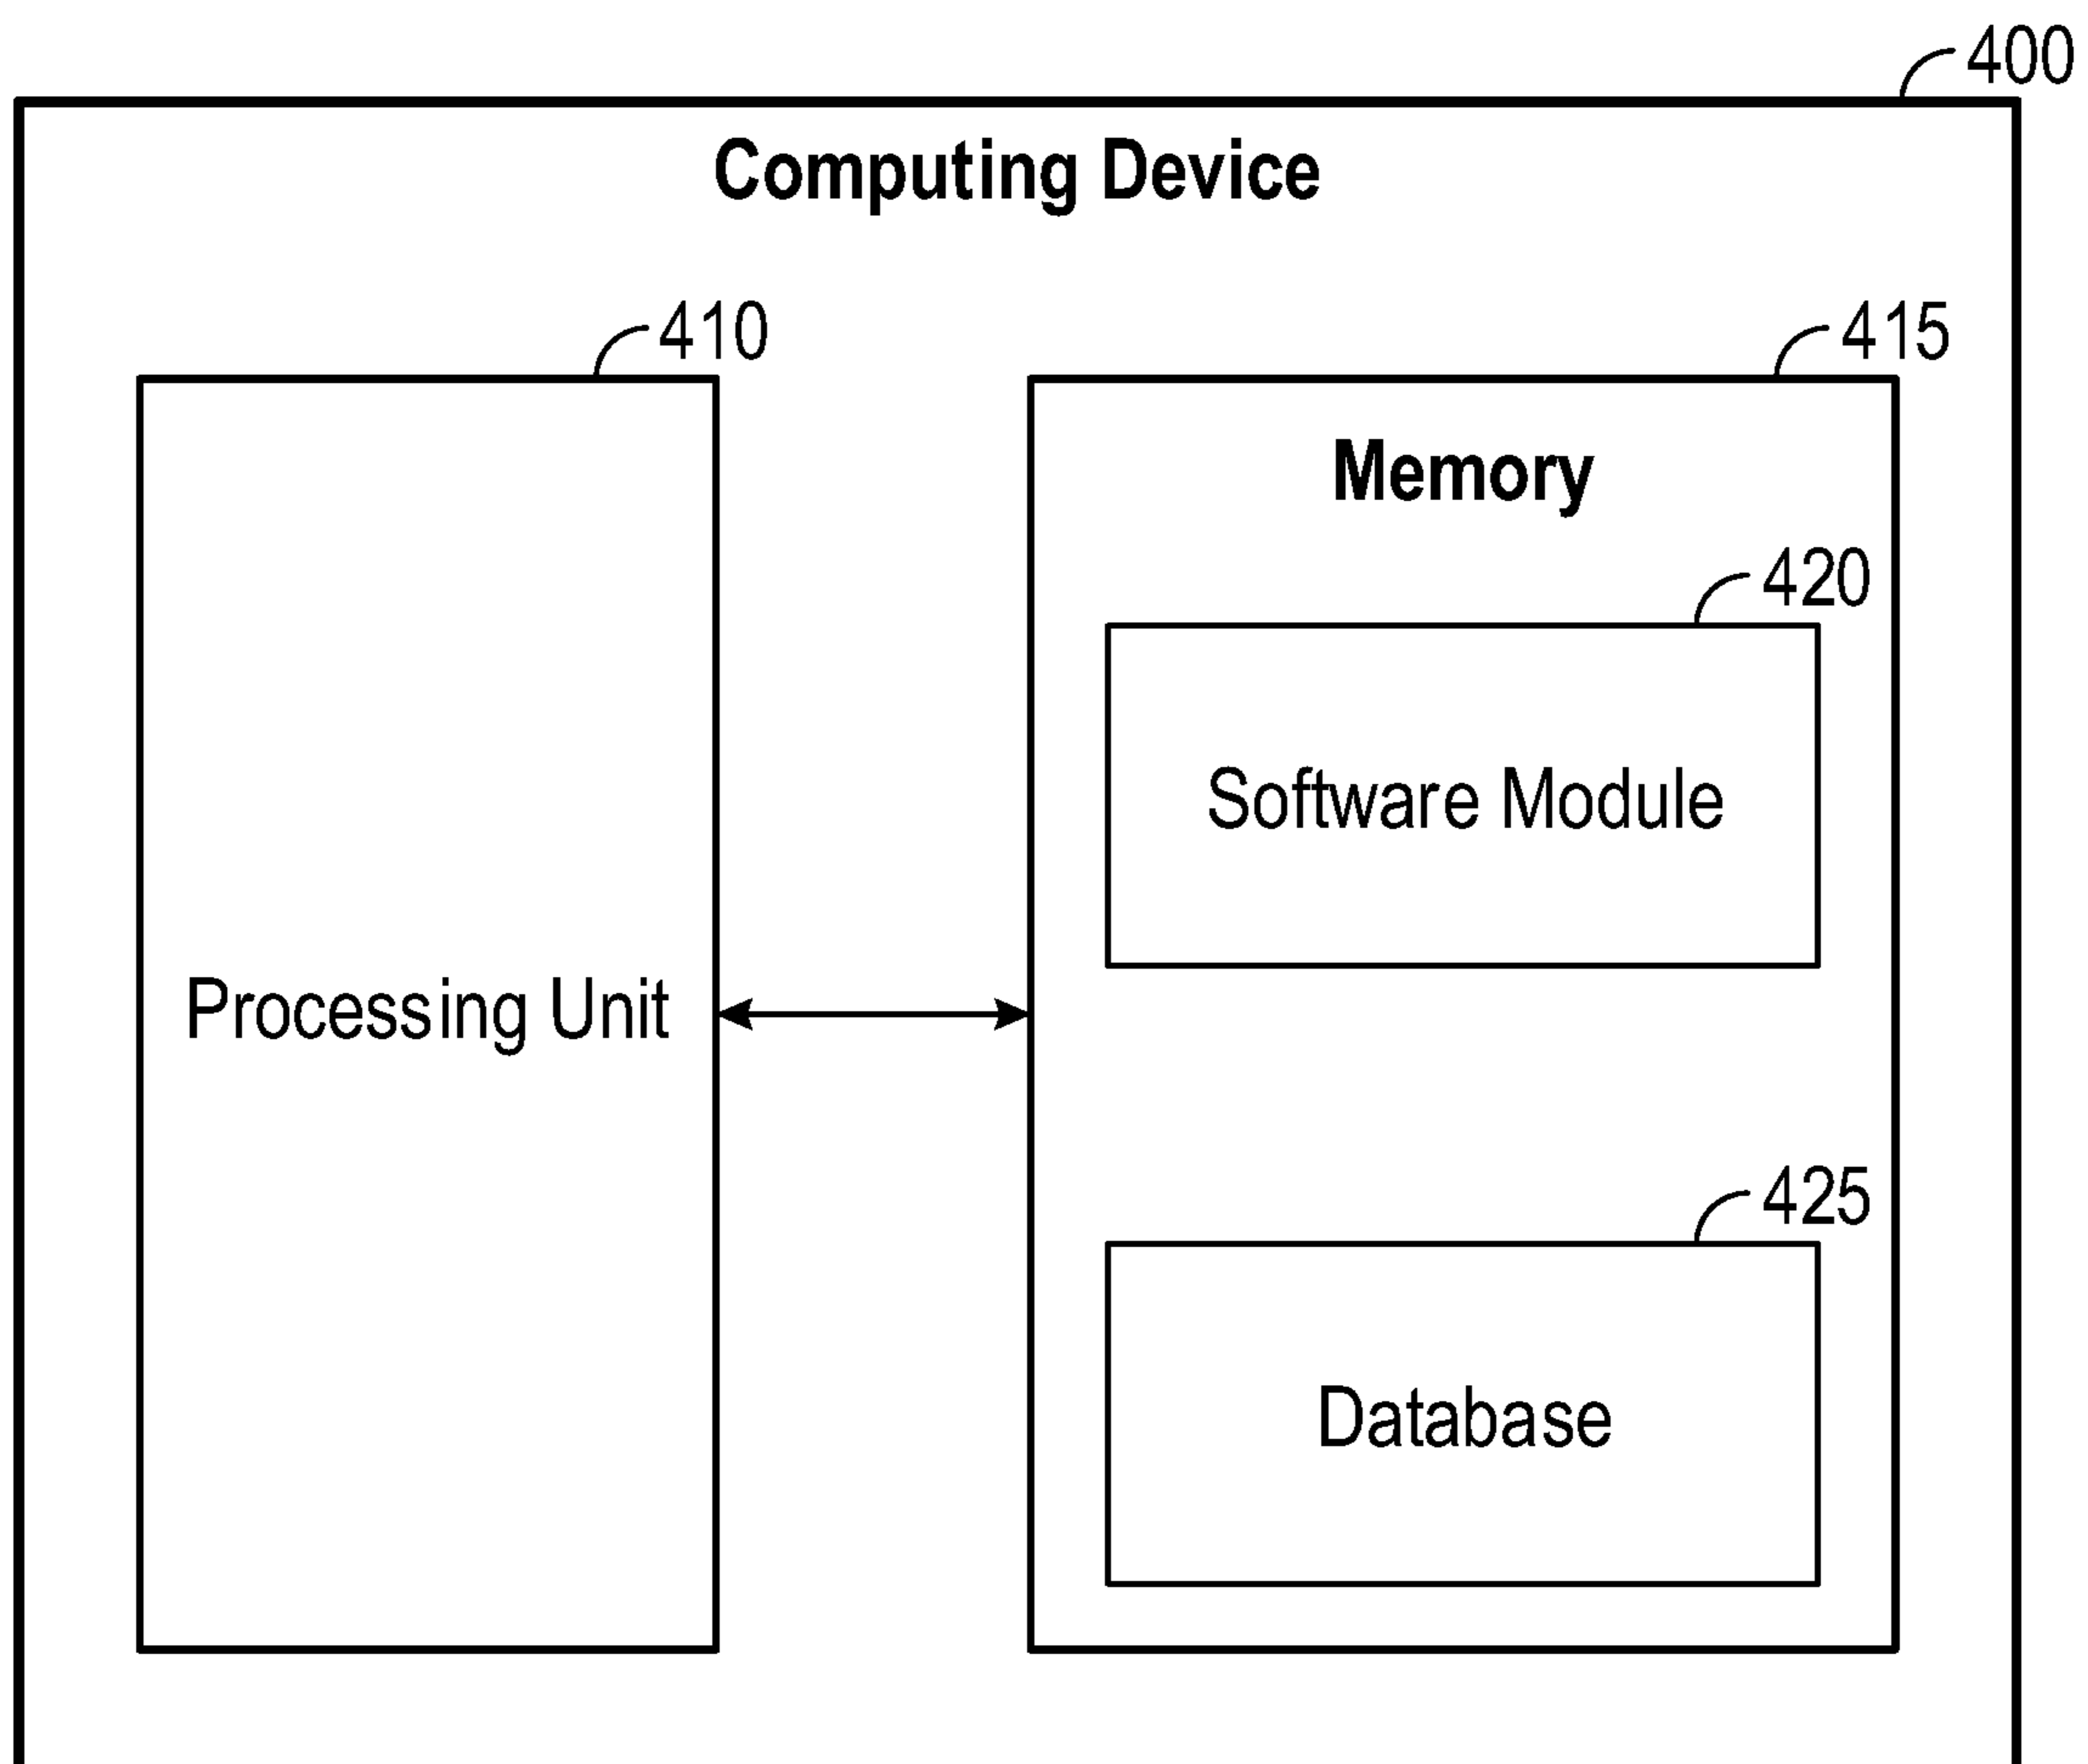 400
Computing Device
410
415
Memory
420
Software Module
Processing Unit
425
Database